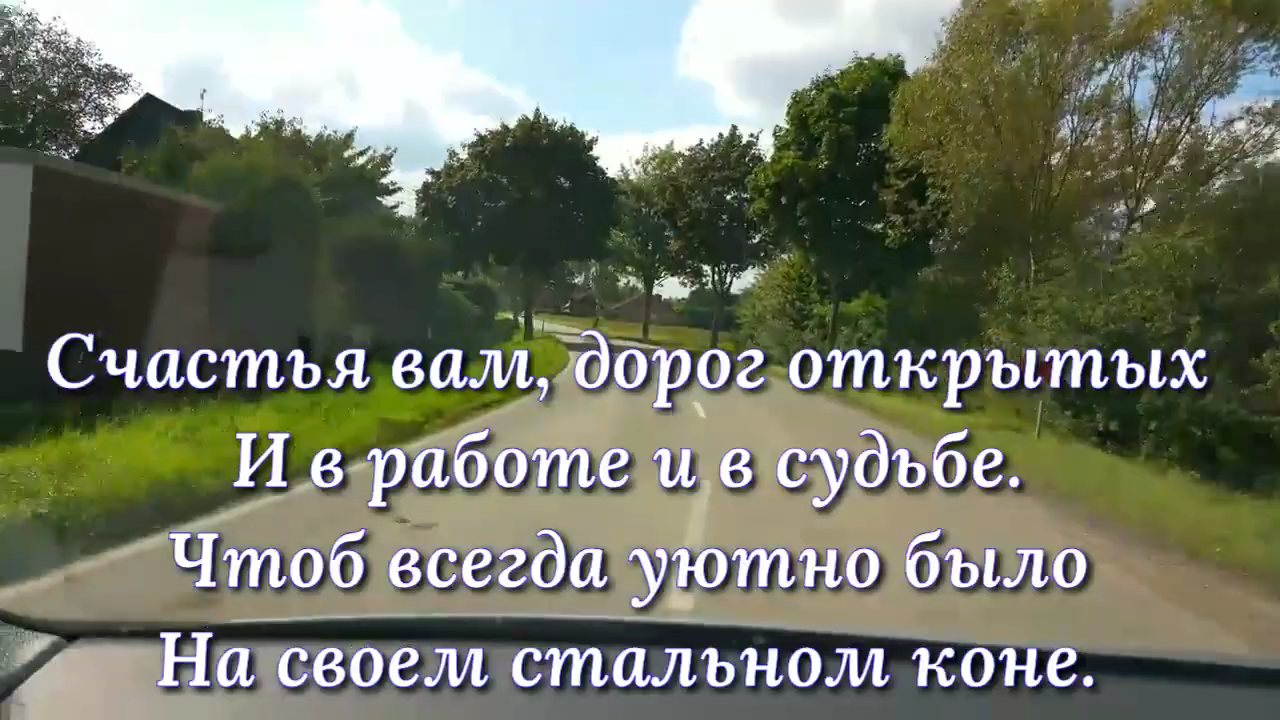 Счастья вам, дорог открытых
И в работе и в судьбе.
Чтоб всегда уютно было
На своем стальном коне.